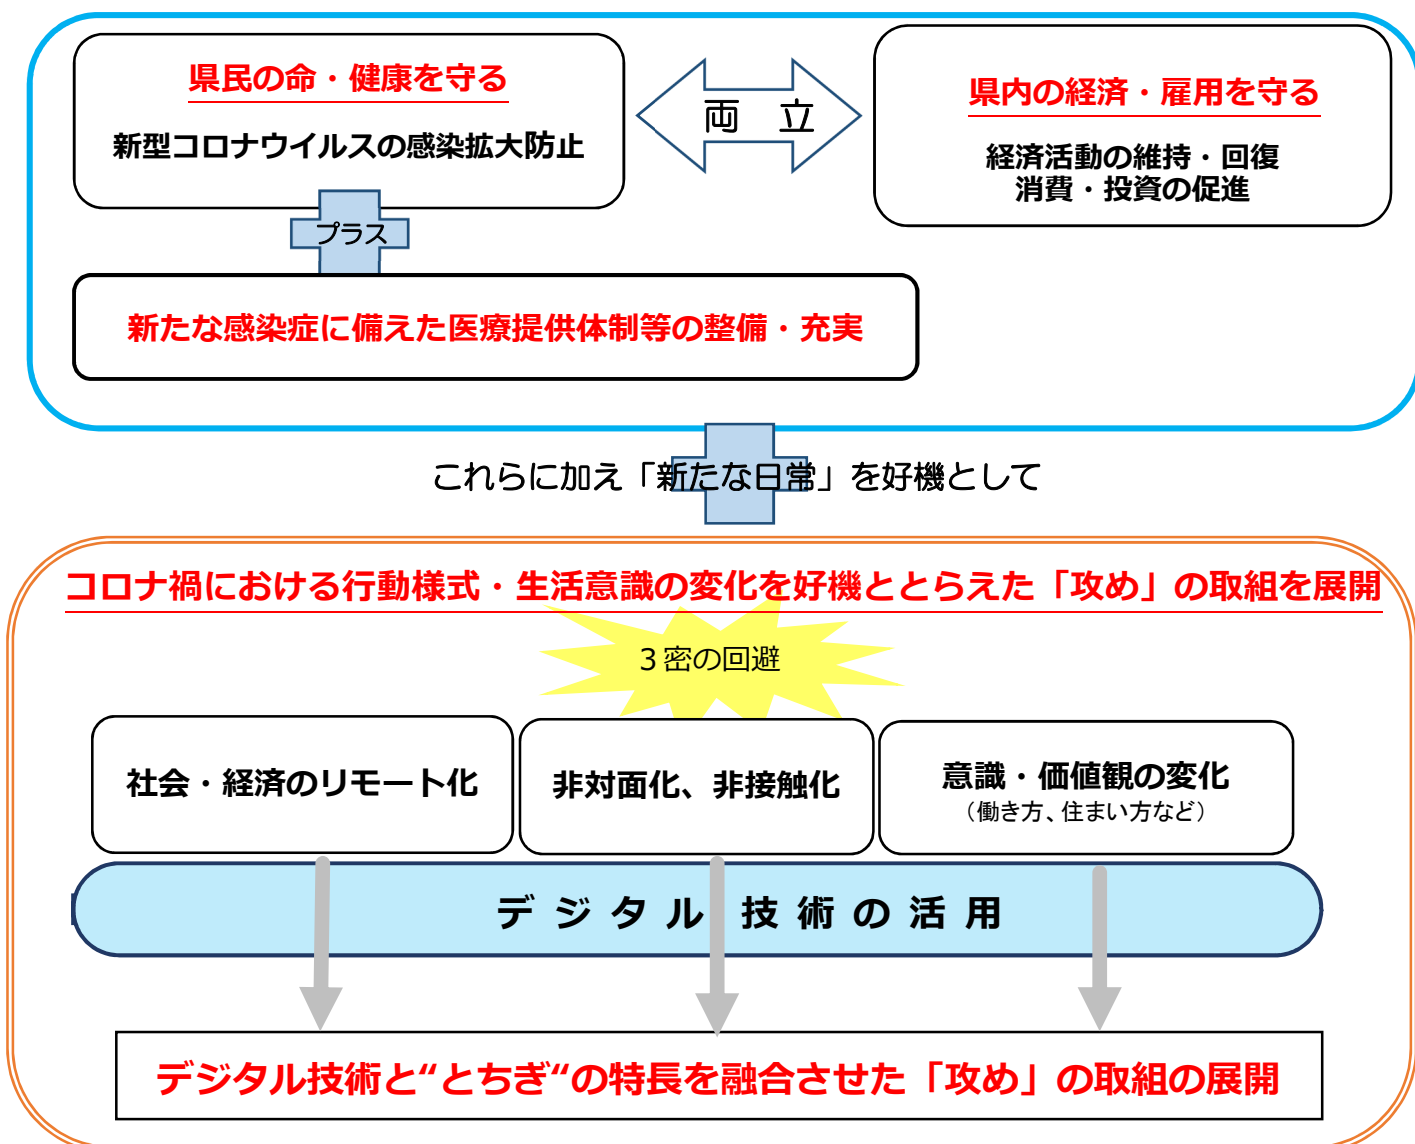 県民の命・健康を守る
新型コロナウイルスの感染拡大防止
両　立
県内の経済・雇用を守る
経済活動の維持・回復
消費・投資の促進
プラス
新たな感染症に備えた医療提供体制等の整備・充実
これらに加え「新たな日常」を好機として
コロナ禍における行動様式・生活意識の変化を好機ととらえた「攻め」の取組を展開
３密の回避
社会・経済のリモート化
非対面化、非接触化
意識・価値観の変化
（働き方、住まい方など）
デジタル 技術の活用
デジタル技術と“とちぎ“の特長を融合させた「攻め」の取組の展開